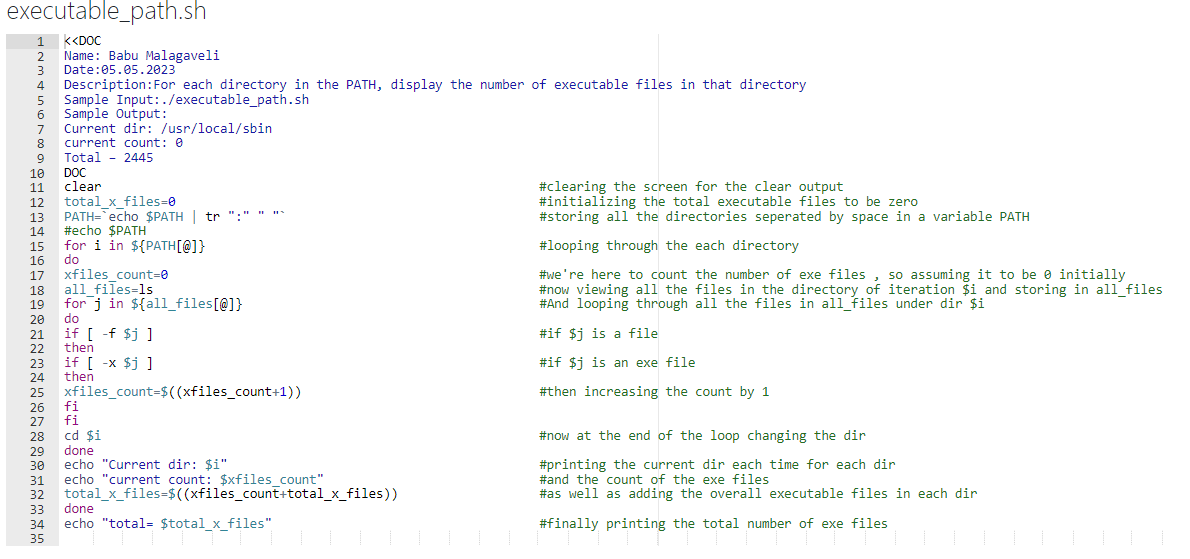 executable_path.sh
1 <<DOC
2 Name: Babu Malagaveli
3 Date:05.05.2023
4 Description:For each directory in the PATH, display the number of executable files in that directory
5 Sample Input:./executable_path.sh
6 Sample Output:
7 Current dir: /usr/local/sbin
8 current count: 0
9 Total – 2445
10 DOC
11 clear #clearing the screen for the clear output
12 total_x_files=0 #initializing the total executable files to be zero
13 PATH=`echo $PATH | tr ":" " "` #storing all the directories seperated by space in a variable PATH
14 #echo $PATH
15 for i in ${PATH[@]} #looping through the each directory
16 do
17 xfiles_count=0 #we're here to count the number of exe files , so assuming it to be 0 initially
18 all_files=ls #now viewing all the files in the directory of iteration $i and storing in all_files
19 for j in ${all_files[@]} #And looping through all the files in all_files under dir $i
20 do
21 if [ -f $j ] #if $j is a file
22 then
23 if [ -x $j ] #if $j is an exe file
24 then
25 xfiles_count=$((xfiles_count+1)) #then increasing the count by 1
26 fi
27 fi
28 cd $i #now at the end of the loop changing the dir
29 done
30 echo "Current dir: $i" #printing the current dir each time for each dir
31 echo "current count: $xfiles_count" #and the count of the exe files
32 total_x_files=$((xfiles_count+total_x_files)) #as well as adding the overall executable files in each dir
33 done
34 echo "total= $total_x_files" #finally printing the total number of exe files
35